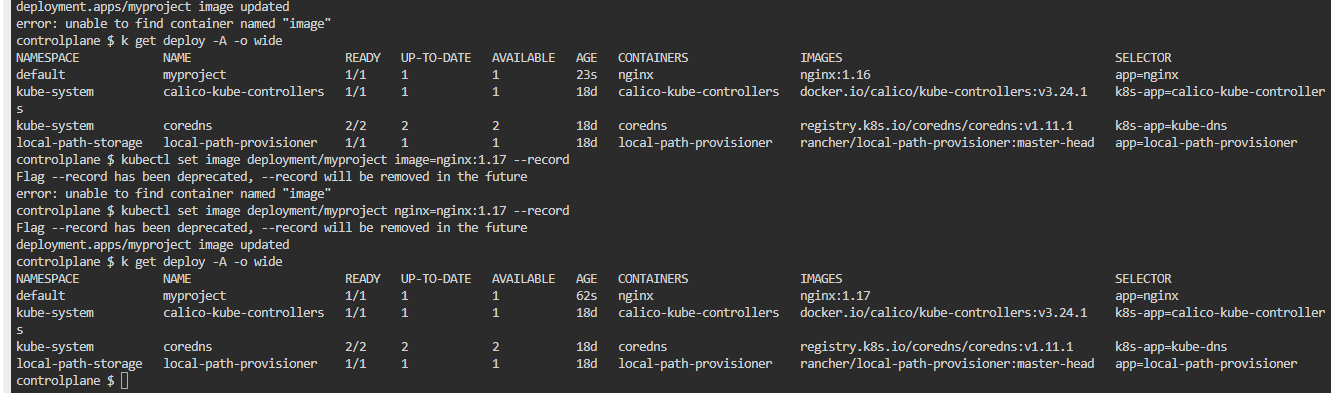 deployment.apps/myproject image updated
error: unable to find container named "image"
controlplane $ k get deploy -A -o wide
NAMESPACE            NAME                      READY   UP-TO-DATE   AVAILABLE   AGE   CONTAINERS                IMAGES                                      SELECTOR
default              myproject                 1/1     1            1           23s   nginx                     nginx:1.16                                  app=nginx
kube-system          calico-kube-controllers   1/1     1            1           18d   calico-kube-controllers   docker.io/calico/kube-controllers:v3.24.1   k8s-app=calico-kube-controller
s
kube-system          coredns                   2/2     2            2           18d   coredns                   registry.k8s.io/coredns/coredns:v1.11.1     k8s-app=kube-dns
local-path-storage   local-path-provisioner    1/1     1            1           18d   local-path-provisioner    rancher/local-path-provisioner:master-head   app=local-path-provisioner
controlplane $ kubectl set image deployment/myproject image=nginx:1.17 --record
Flag --record has been deprecated, --record will be removed in the future
error: unable to find container named "image"
controlplane $ kubectl set image deployment/myproject nginx=nginx:1.17 --record
Flag --record has been deprecated, --record will be removed in the future
deployment.apps/myproject image updated
controlplane $ k get deploy -A -o wide
NAMESPACE            NAME                      READY   UP-TO-DATE   AVAILABLE   AGE   CONTAINERS                IMAGES                                      SELECTOR
default              myproject                 1/1     1            1           62s   nginx                     nginx:1.17                                  app=nginx
kube-system          calico-kube-controllers   1/1     1            1           18d   calico-kube-controllers   docker.io/calico/kube-controllers:v3.24.1   k8s-app=calico-kube-controller
s
kube-system          coredns                   2/2     2            2           18d   coredns                   registry.k8s.io/coredns/coredns:v1.11.1     k8s-app=kube-dns
local-path-storage   local-path-provisioner    1/1     1            1           18d   local-path-provisioner    rancher/local-path-provisioner:master-head   app=local-path-provisioner
controlplane $